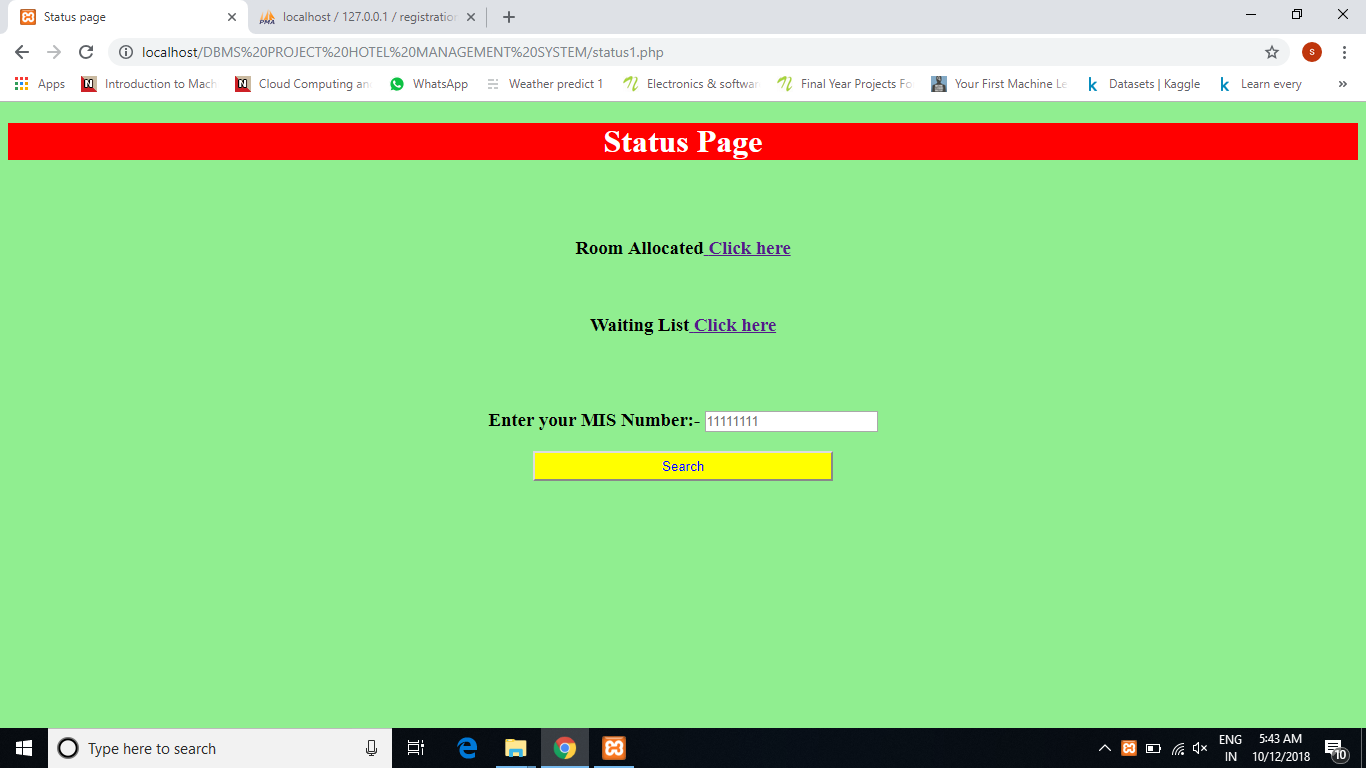 Status page
localhost / 127.0.0.1 / registration
localhost/DBMS%20PROJECT%20HOTEL%20MANAGEMENT%20SYSTEM/status1.php
s
Apps
Introduction to Mach
Cloud Computing and
WhatsApp
Weather predict 1
Electronics & softwar
Final Year Projects Fo
Your First Machine Le
Datasets | Kaggle
Learn every
»
Status Page
Room Allocated Click here
Waiting List Click here
Enter your MIS Number:- 11111111
Search
Type here to search
ENG
IN
5:43 AM
10/12/2018
10